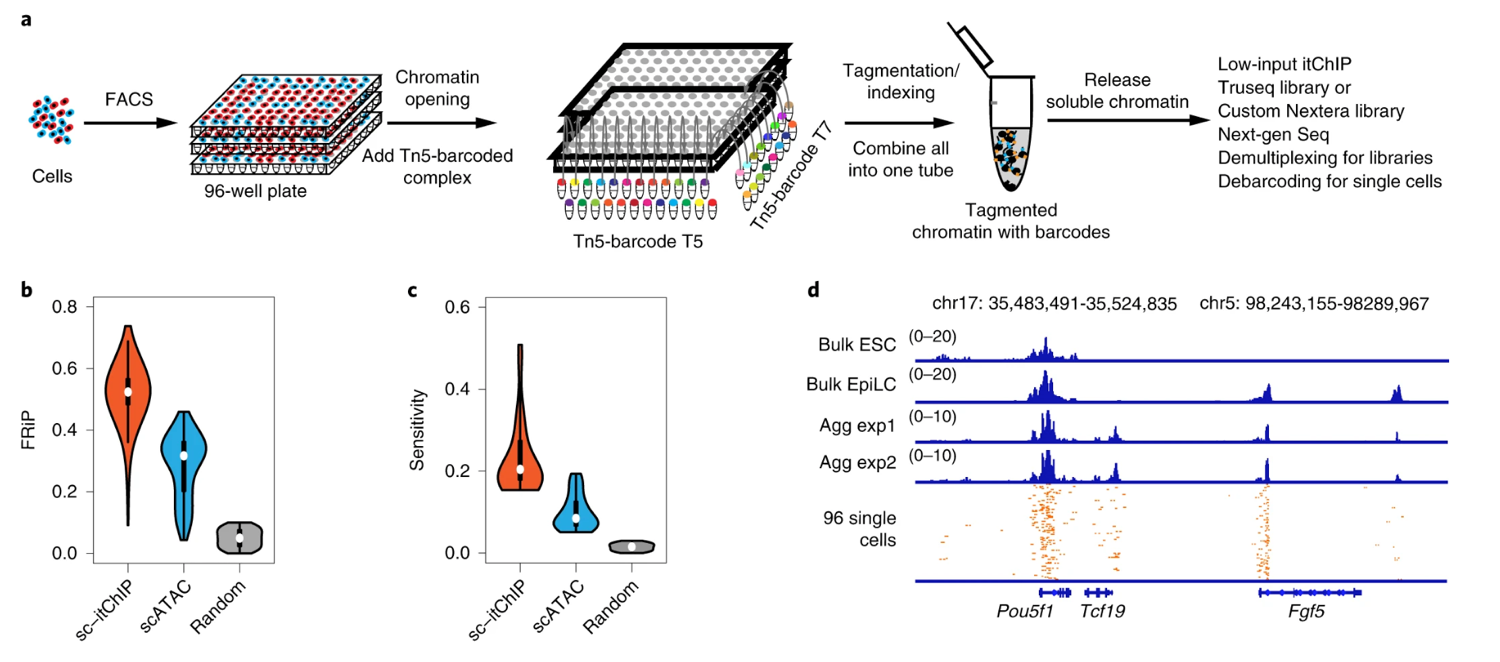 a
Cells
FACS
96-well plate
Chromatin
opening
Add Tn5-barcoded
complex
Tn5-barcode T5
Tn5-barcode T7
Tagmentation/
indexing
Combine all
into one tube
Tagmented
chromatin with barcodes
Release
soluble chromatin
Low-input itChIP
Truseq library or
Custom Nextera library
Next-gen Seq
Demultiplexing for libraries
Debarcoding for single cells
b
FRiP
0.8
0.6
0.4
0.2
0.0
sc–itChIP
scATAC
Random
c
Sensitivity
0.6
0.4
0.2
0.0
sc–itChIP
scATAC
Random
d
chr17: 35,483,491-35,524,835 chr5: 98,243,155-98289,967
Bulk ESC (0–20)
Bulk EpiLC (0–20)
Agg exp1 (0–10)
Agg exp2 (0–10)
96 single
cells
Pou5f1 Tcf19 Fgf5